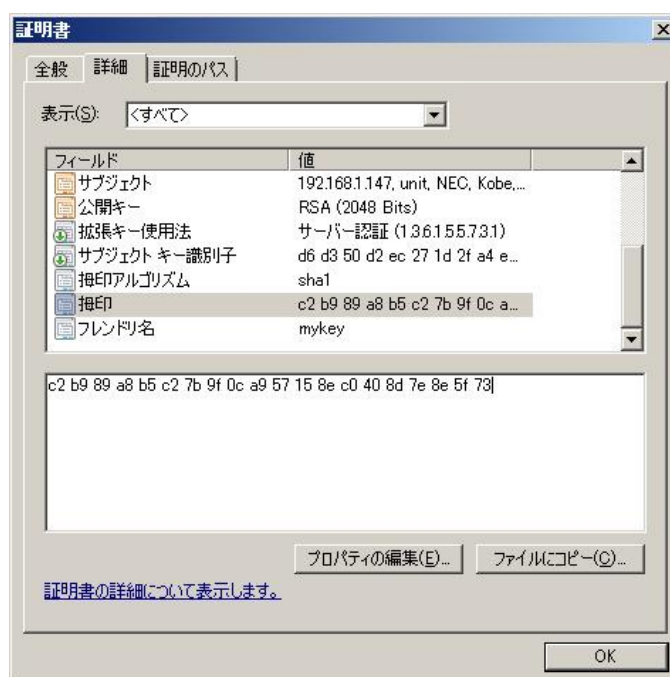 証明書
全般 詳細 証明のパス
表示(S): <すべて>
フィールド 値
サブジェクト 192.168.1.147, unit, NEC, Kobe,...
公開キー RSA (2048 Bits)
拡張キー使用法 サーバー認証 (1.3.6.1.5.5.7.3.1)
サブジェクト キー識別子 d6 d3 50 d2 ec 27 1d 2f a4 e...
拇印アルゴリズム sha1
拇印 c2 b9 89 a8 b5 c2 7b 9f 0c a...
フレンドリ名 mykey
c2 b9 89 a8 b5 c2 7b 9f 0c a9 57 15 8e c0 40 8d 7e 8e 5f 73
プロパティの編集(E)... ファイルにコピー(C)...
証明書の詳細について表示します。
OK